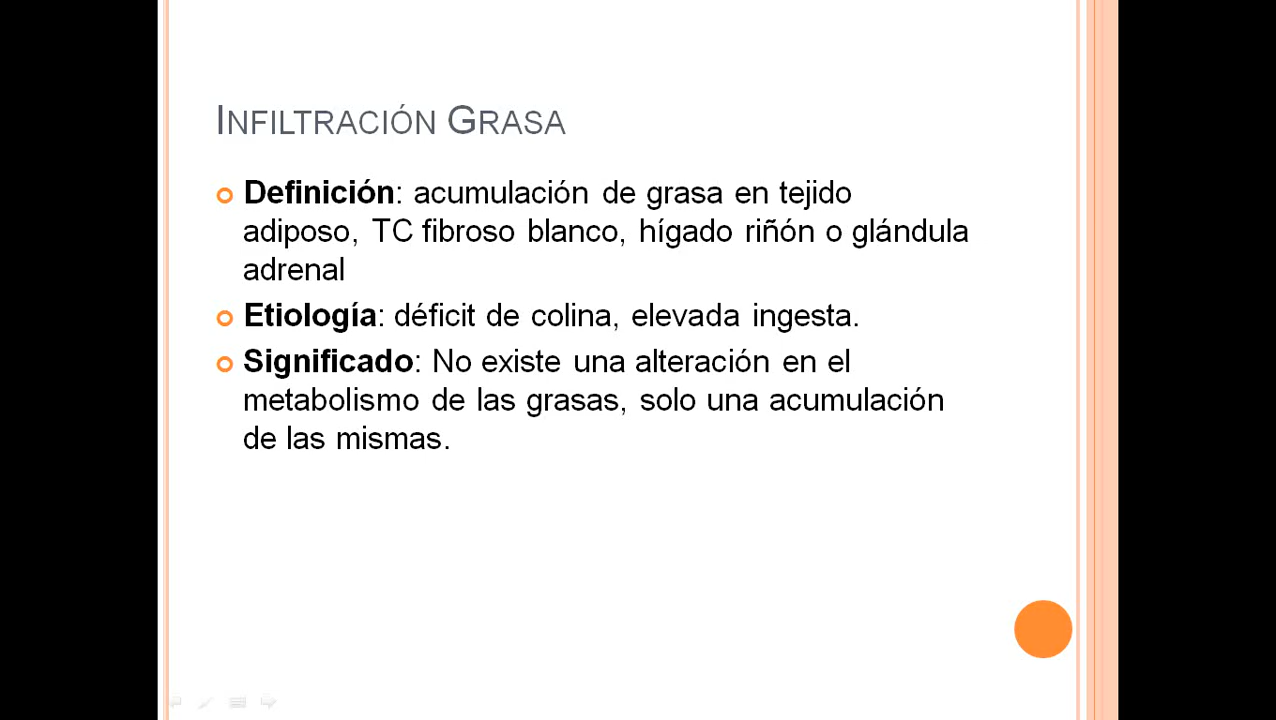 INFILTRACIÓN GRASA
Definición: acumulación de grasa en tejido
adiposo, TC fibroso blanco, hígado riñón o glándula
adrenal
Etiología: déficit de colina, elevada ingesta.
Significado: No existe una alteración en el
metabolismo de las grasas, solo una acumulación
de las mismas.